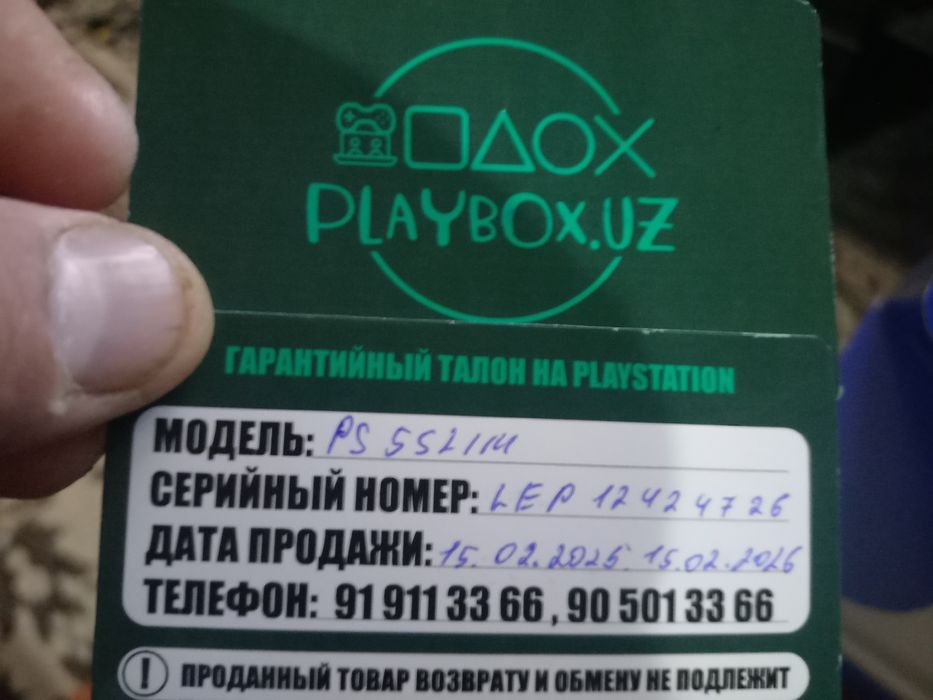 PLAYBOX.UZ
ГАРАНТИЙНЫЙ ТАЛОН НА PLAYSTATION
МОДЕЛЬ: PS 5SLIM
СЕРИЙНЫЙ НОМЕР: LEP 12424726
ДАТА ПРОДАЖИ: 15.02.2025 15.02.2026
ТЕЛЕФОН: 91 911 33 66 , 90 501 33 66
! ПРОДАННЫЙ ТОВАР ВОЗВРАТУ И ОБМЕНУ НЕ ПОДЛЕЖИТ